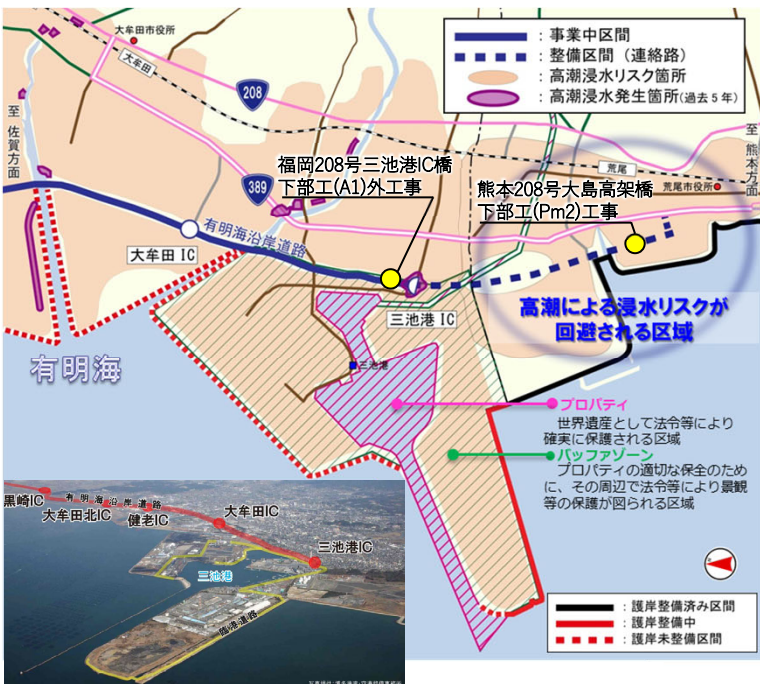 大牟田市役所
大牟田
至 佐賀方面
208
389
：事業中区間
：整備区間（連絡路）
：高潮浸水リスク箇所
：高潮浸水発生箇所(過去５年)
至 熊本方面
荒尾
荒尾市役所
福岡208号三池港IC橋
下部工(A1)外工事
熊本208号大島高架橋
下部工(Pm2)工事
有明海沿岸道路
大牟田 IC
三池港 IC
高潮による浸水リスクが
回避される区域
有明海
三池港
プロパティ
世界遺産として法令等により
確実に保護される区域
バッファゾーン
プロパティの適切な保全のため
に、その周辺で法令等により景観
等の保護が図られる区域
黒崎IC
有明海沿岸道路
大牟田北IC
健老IC
大牟田IC
三池港IC
三池港
臨港道路
：護岸整備済み区間
：護岸整備中
：護岸未整備区間